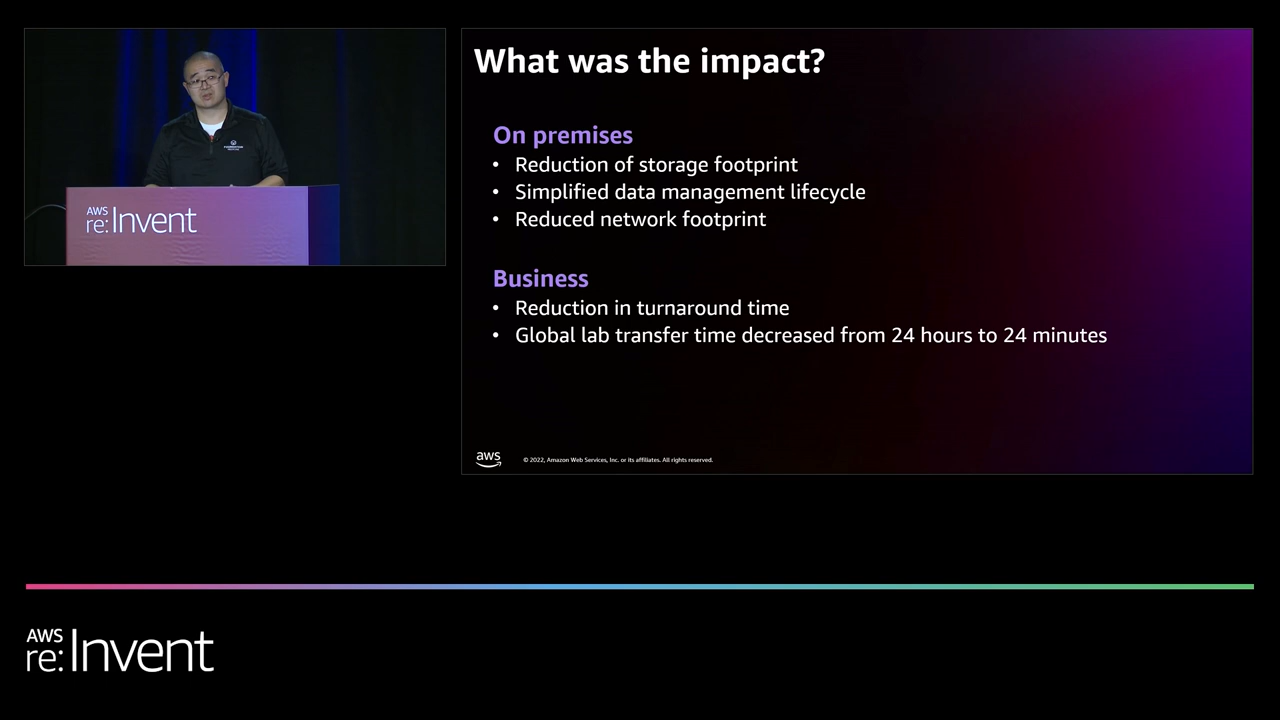 AWS
re:Invent
What was the impact?
On premises
• Reduction of storage footprint
• Simplified data management lifecycle
• Reduced network footprint
Business
• Reduction in turnaround time
• Global lab transfer time decreased from 24 hours to 24 minutes
aws
© 2022, Amazon Web Services, Inc. or its affiliates. All rights reserved.
AWS
re:Invent